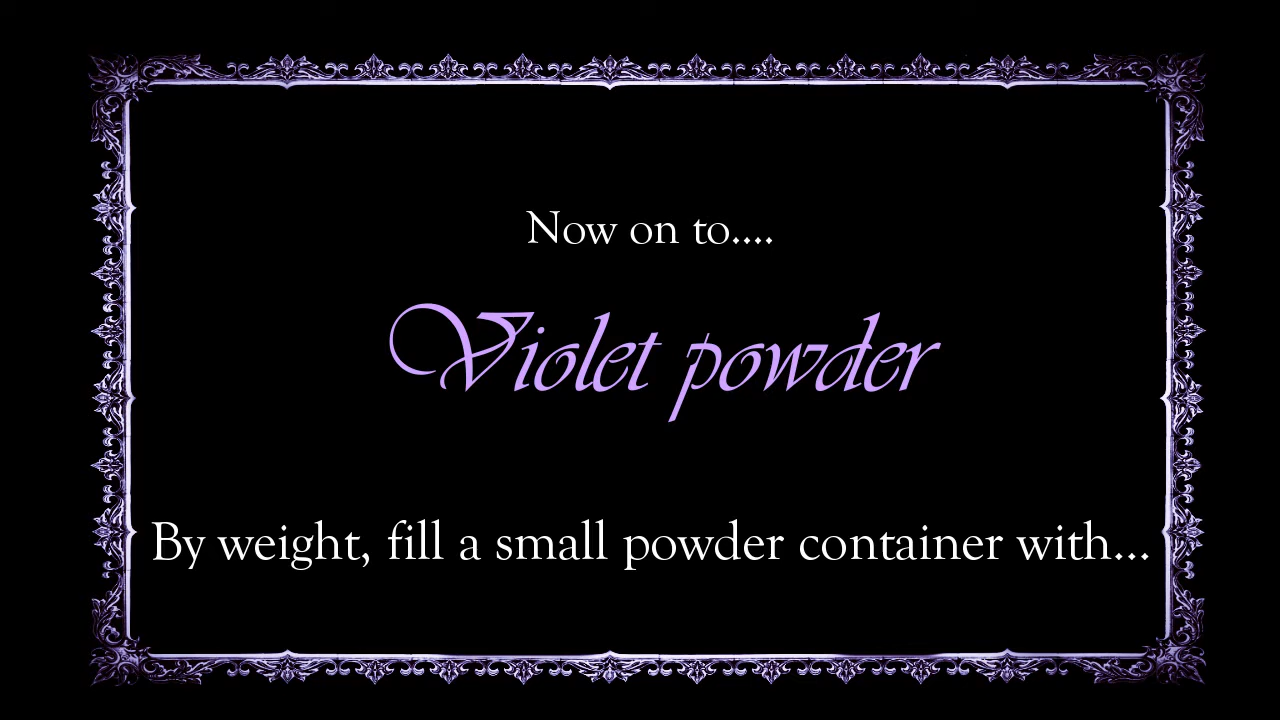 Now on to....
Violet powder
By weight, fill a small powder container with...